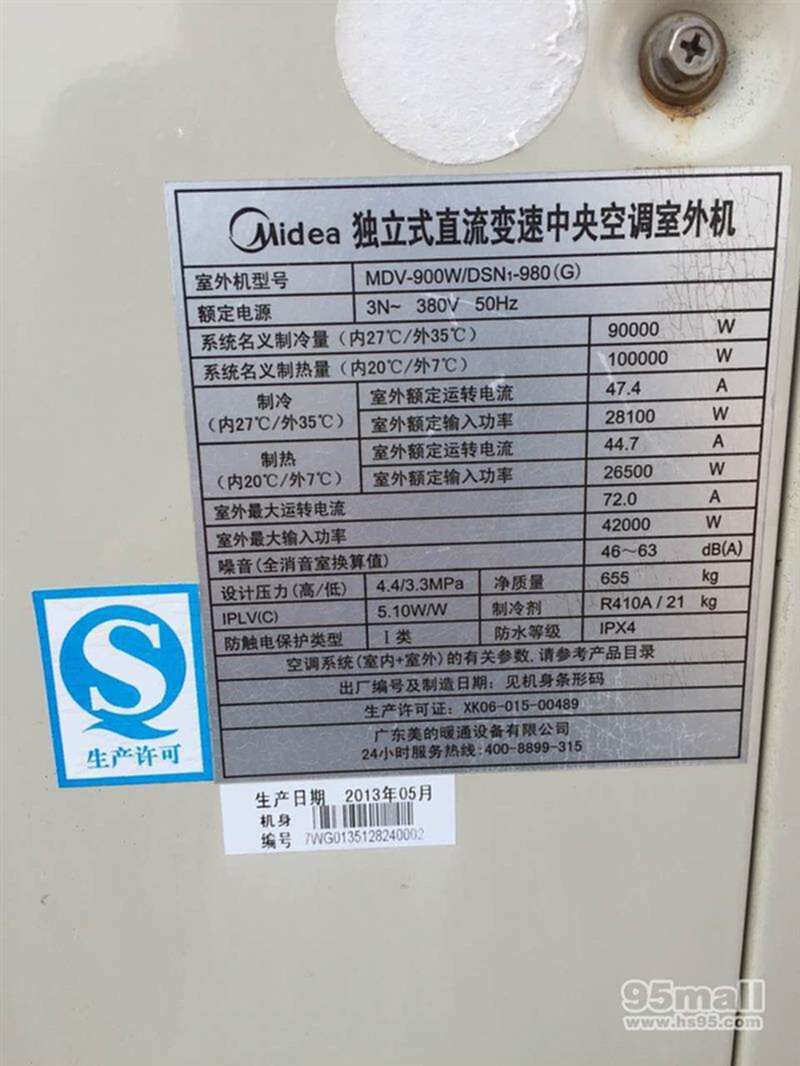 Midea 独立式直流变速中央空调室外机
室外机型号 MDV-900W/DSN1-980(G)
额定电源 3N~ 380V 50Hz
系统名义制冷量(内27℃/外35℃) 90000 W
系统名义制热量(内20℃/外7℃) 100000 W
制冷 室外额定运转电流 47.4 A
(内27℃/外35℃) 室外额定输入功率 28100 W
制热 室外额定运转电流 44.7 A
(内20℃/外7℃) 室外额定输入功率 26500 W
室外最大运转电流 72.0 A
室外最大输入功率 42000 W
噪音(全消音室换算值) 46~63 dB(A)
设计压力(高/低) 4.4/3.3MPa 净质量 655 kg
IPLV(C) 5.10W/W 制冷剂 R410A / 21 kg
防触电保护类型 I 类 防水等级 IPX4
空调系统(室内+室外)的有关参数,请参考产品目录
出厂编号及制造日期: 见机身条形码
生产许可证: XK06-015-00489
广东美的暖通设备有限公司
24小时服务热线:400-8899-315
生产许可
生产日期 2013年05月
机身
编号 7WG0135128240002
95mall
www.hs95.com